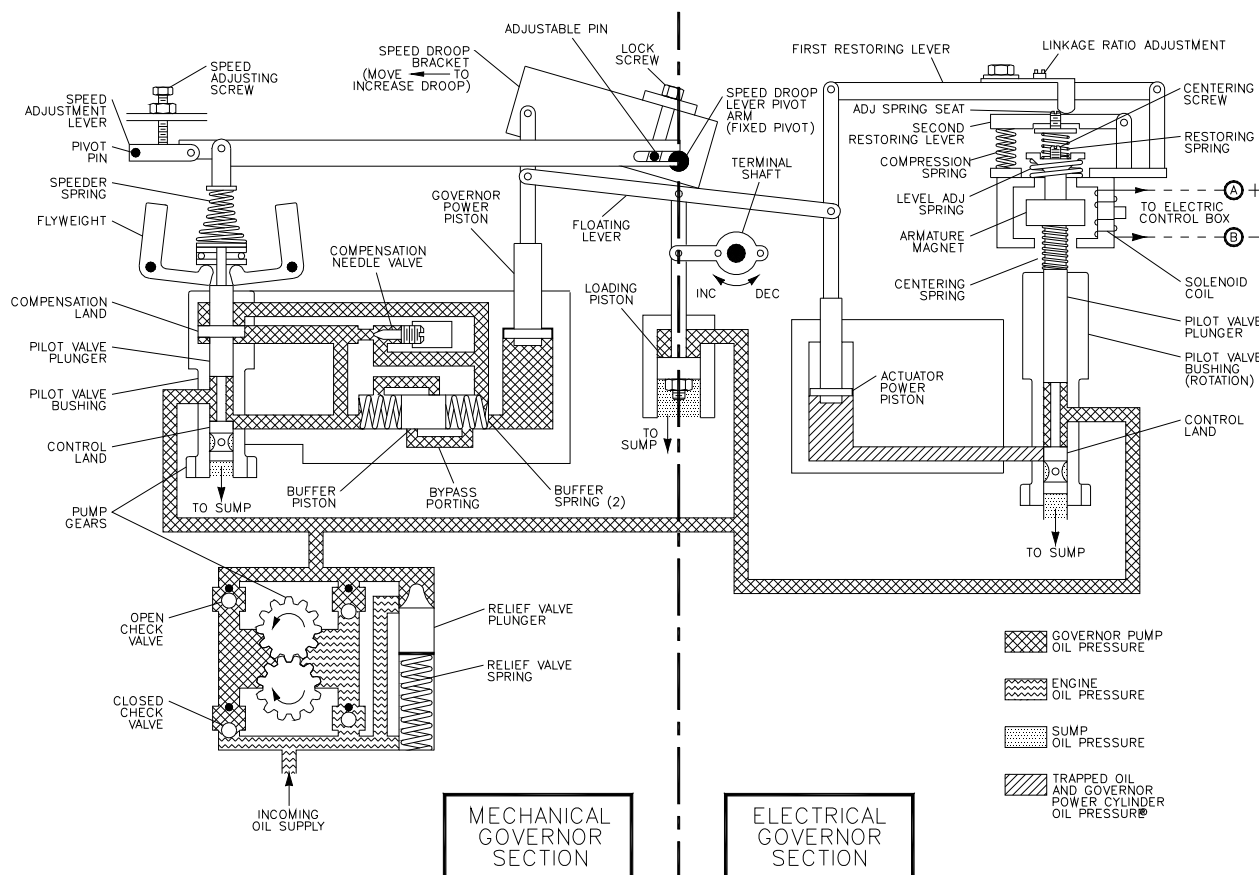 ADJUSTABLE PIN
SPEED DROOP
BRACKET
(MOVE TO
INCREASE DROOP)
LOCK
SCREW
FIRST RESTORING LEVER
LINKAGE RATIO ADJUSTMENT
SPEED
ADJUSTING
SCREW
SPEED
ADJUSTMENT
LEVER
PIVOT
PIN
SPEEDER
SPRING
FLYWEIGHT
SPEED DROOP
LEVER PIVOT
ARM
(FIXED PIVOT)
ADJ SPRING SEAT
SECOND
RESTORING LEVER
COMPRESSION
SPRING
CENTERING
SCREW
RESTORING
SPRING
TERMINAL
SHAFT
GOVERNOR
POWER
PISTON
FLOATING
LEVER
LEVEL ADJ
SPRING
ARMATURE
MAGNET
A +
TO ELECTRIC
CONTROL BOX
B -
COMPENSATION
NEEDLE VALVE
COMPENSATION
LAND
LOADING
PISTON
INC
DEC
CENTERING
SPRING
SOLENOID
COIL
PILOT VALVE
PLUNGER
PILOT VALVE
BUSHING
PILOT VALVE
PLUNGER
PILOT VALVE
BUSHING
(ROTATION)
ACTUATOR
POWER
PISTON
CONTROL
LAND
CONTROL
LAND
TO
SUMP
TO SUMP
BUFFER
PISTON
BYPASS
PORTING
BUFFER
SPRING (2)
PUMP
GEARS
TO SUMP
OPEN
CHECK
VALVE
RELIEF VALVE
PLUNGER
RELIEF VALVE
SPRING
CLOSED
CHECK
VALVE
INCOMING
OIL SUPPLY
GOVERNOR PUMP
OIL PRESSURE
ENGINE
OIL PRESSURE
SUMP
OIL PRESSURE
TRAPPED OIL
AND GOVERNOR
POWER CYLINDER
OIL PRESSURE®
MECHANICAL
GOVERNOR
SECTION
ELECTRICAL
GOVERNOR
SECTION